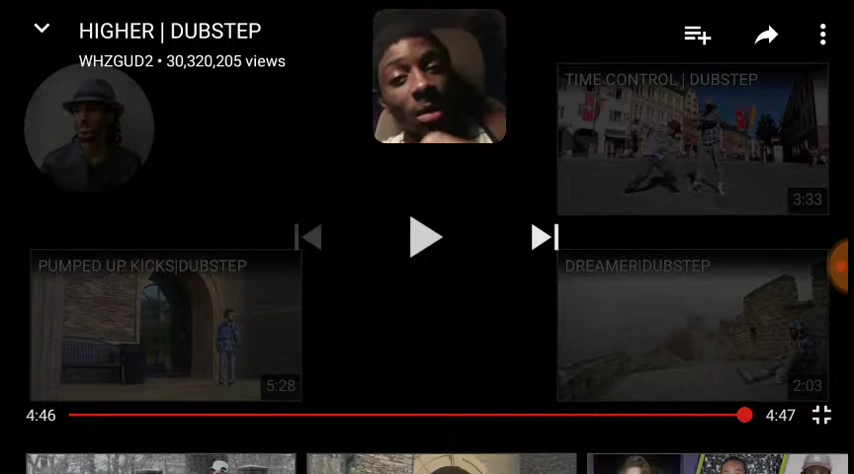 HIGHER | DUBSTEP
WHZGUD2 • 30,320,205 views
TIME CONTROL | DUBSTEP
3:33
PUMPED UP KICKS|DUBSTEP
5:28
DREAMER|DUBSTEP
2:03
4:46
4:47